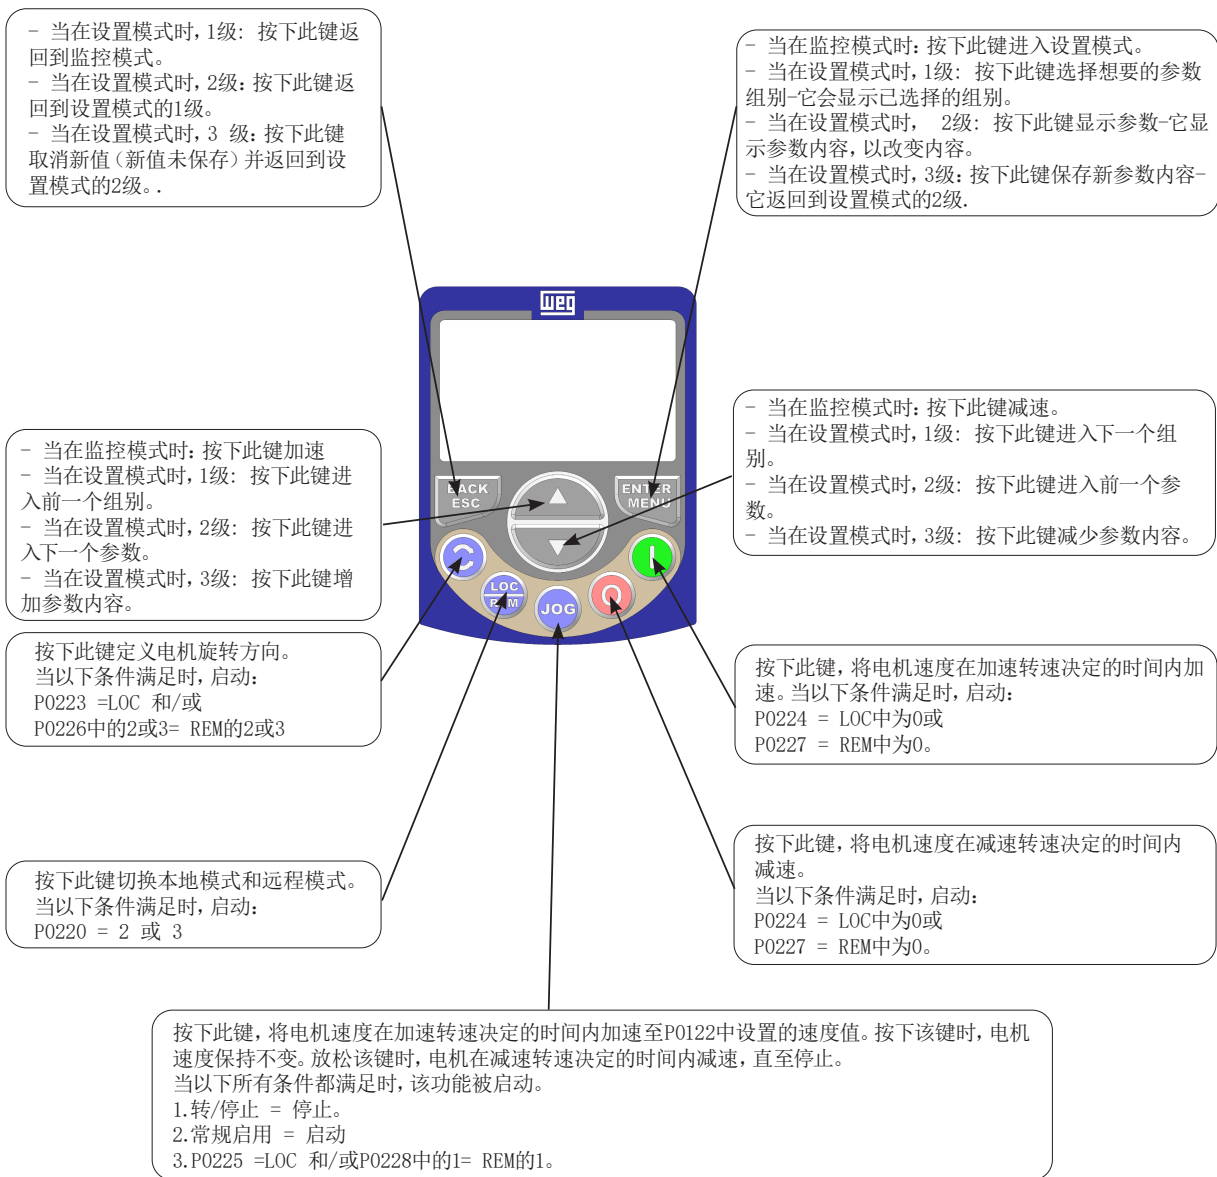 - 当在设置模式时,1级: 按下此键返
回到监控模式。
- 当在设置模式时,2级:按下此键返
回到设置模式的1级。
- 当在设置模式时,3 级:按下此键
取消新值(新值未保存)并返回到设
置模式的2级。.
- 当在监控模式时:按下此键进入设置模式。
- 当在设置模式时,1级: 按下此键选择想要的参数
组别-它会显示已选择的组别。
- 当在设置模式时, 2级: 按下此键显示参数-它显
示参数内容,以改变内容。
- 当在设置模式时,3级:按下此键保存新参数内容-
它返回到设置模式的2级.
weg
- 当在监控模式时:按下此键加速
- 当在设置模式时,1级: 按下此键进
入前一个组别。
- 当在设置模式时,2级: 按下此键进
入下一个参数。
- 当在设置模式时,3级: 按下此键增
加参数内容。
- 当在监控模式时:按下此键减速。
- 当在设置模式时,1级: 按下此键进入下一个组
别。
- 当在设置模式时,2级: 按下此键进入前一个参
数。
- 当在设置模式时,3级: 按下此键减少参数内容。
BACK
ESC
ENTER
MENU
LOC
REM
JOG
按下此键定义电机旋转方向。
当以下条件满足时,启动:
P0223 =LOC 和/或
P0226中的2或3= REM的2或3
按下此键,将电机速度在加速转速决定的时间内加
速。当以下条件满足时,启动:
P0224 = LOC中为0或
P0227 = REM中为0。
按下此键切换本地模式和远程模式。
当以下条件满足时,启动:
P0220 = 2 或 3
按下此键,将电机速度在减速转速决定的时间内
减速。
当以下条件满足时,启动:
P0224 = LOC中为0或
P0227 = REM中为0。
按下此键,将电机速度在加速转速决定的时间内加速至P0122中设置的速度值。按下该键时,电机
速度保持不变。放松该键时,电机在减速转速决定的时间内减速,直至停止。
当以下所有条件都满足时,该功能被启动。
1.转/停止 = 停止。
2.常规启用 = 启动
3.P0225 =LOC 和/或P0228中的1= REM的1。